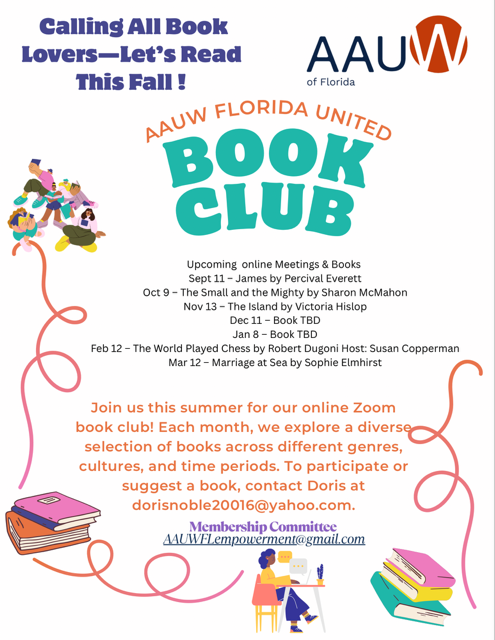 Calling All Book
Lovers—Let's Read
This Fall !
AAUW
of Florida
AAUW FLORIDA UNITED
BOOK
CLUB
Upcoming online Meetings & Books
Sept 11 – James by Percival Everett
Oct 9 – The Small and the Mighty by Sharon McMahon
Nov 13 – The Island by Victoria Hislop
Dec 11 – Book TBD
Jan 8 – Book TBD
Feb 12 – The World Played Chess by Robert Dugoni Host: Susan Copperman
Mar 12 – Marriage at Sea by Sophie Elmhirst
Join us this summer for our online Zoom
book club! Each month, we explore a diverse
selection of books across different genres,
cultures, and time periods. To participate or
suggest a book, contact Doris at
dorisnoble20016@yahoo.com.
Membership Committee
AAUWFLempowerment@gmail.com